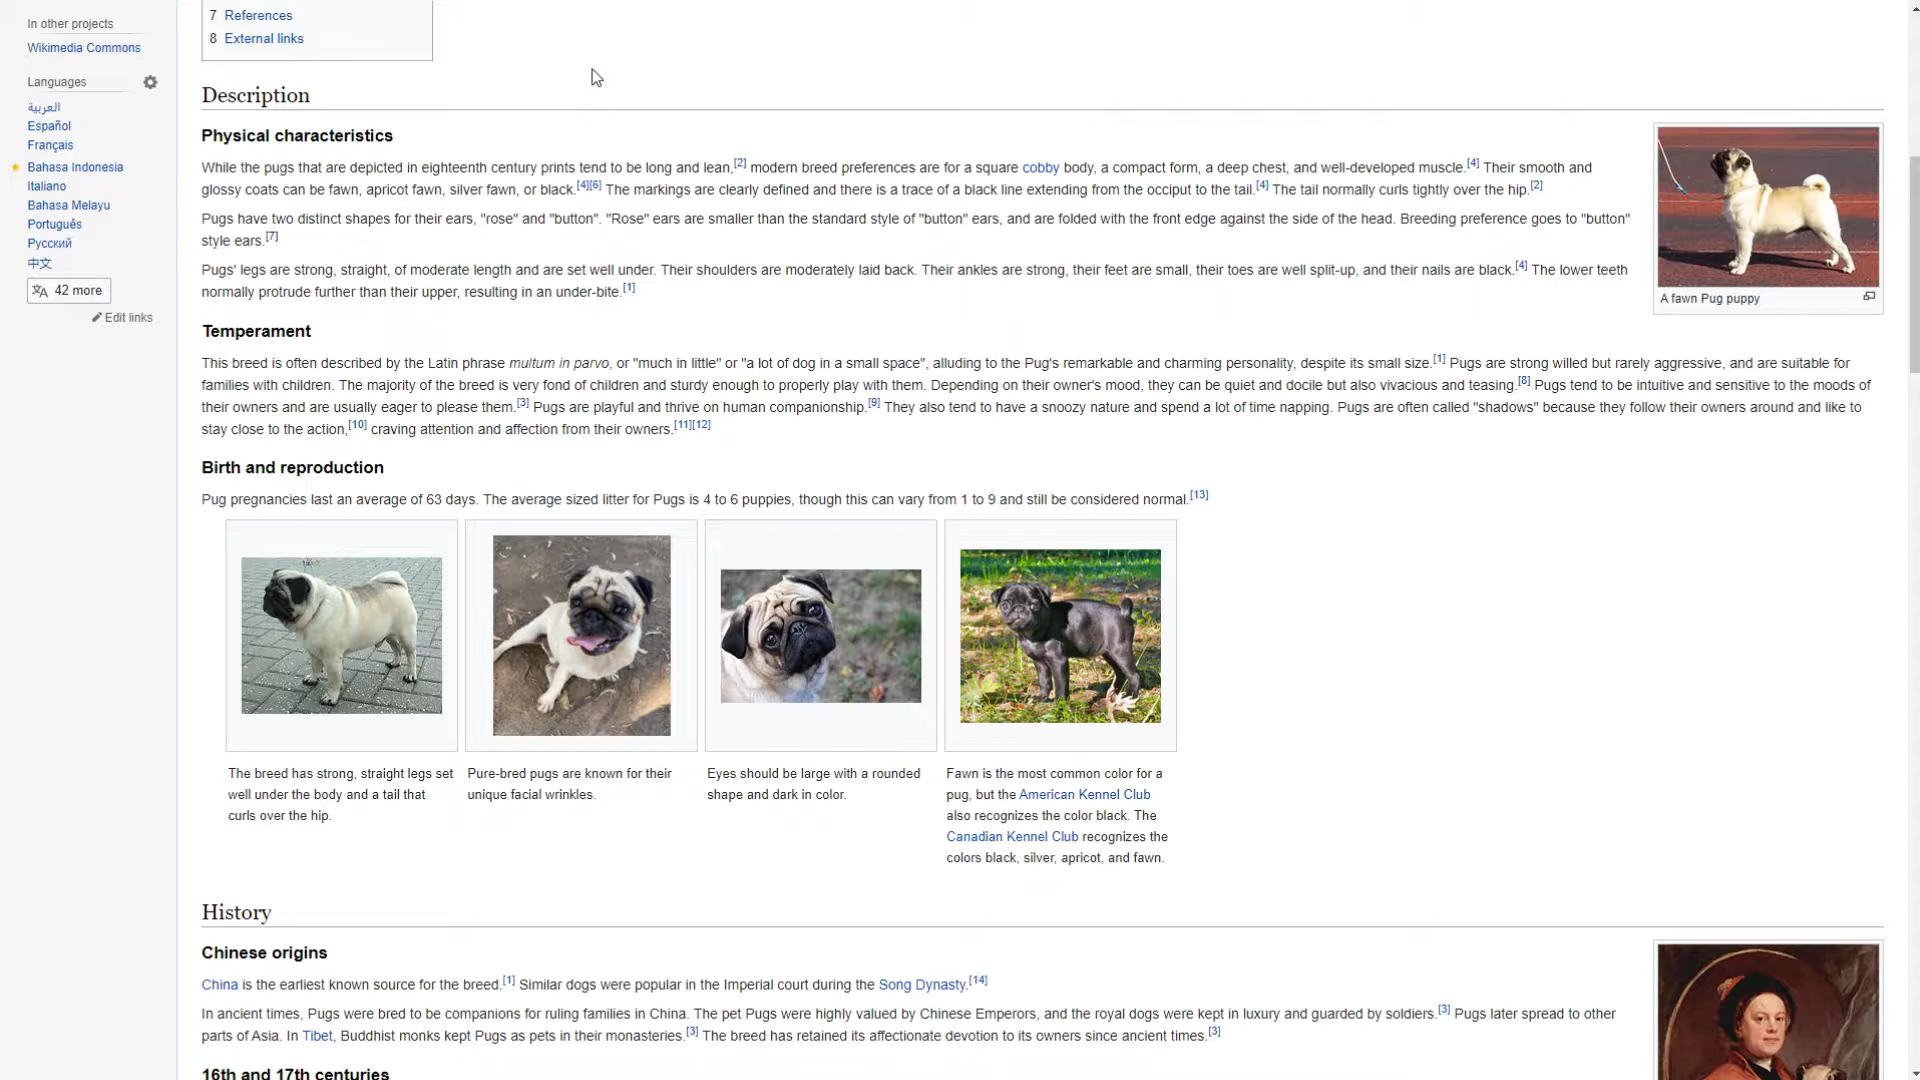 In other projects
Wikimedia Commons
Languages
العربية
Español
Français
Bahasa Indonesia
Italiano
Bahasa Melayu
Português
Русский
中文
42 more
Edit links
7 References
8 External links
Description
Physical characteristics
While the pugs that are depicted in eighteenth century prints tend to be long and lean,[2] modern breed preferences are for a square cobby body, a compact form, a deep chest, and well-developed muscle.[4] Their smooth and
glossy coats can be fawn, apricot fawn, silver fawn, or black.[4][6] The markings are clearly defined and there is a trace of a black line extending from the occiput to the tail.[4] The tail normally curls tightly over the hip.[2]
Pugs have two distinct shapes for their ears, "rose" and "button". "Rose" ears are smaller than the standard style of "button" ears, and are folded with the front edge against the side of the head. Breeding preference goes to "button"
style ears.[7]
Pugs' legs are strong, straight, of moderate length and are set well under. Their shoulders are moderately laid back. Their ankles are strong, their feet are small, their toes are well split-up, and their nails are black.[4] The lower teeth
normally protrude further than their upper, resulting in an under-bite.[1]
A fawn Pug puppy
Temperament
This breed is often described by the Latin phrase multum in parvo, or "much in little" or "a lot of dog in a small space", alluding to the Pug's remarkable and charming personality, despite its small size.[1] Pugs are strong willed but rarely aggressive, and are suitable for
families with children. The majority of the breed is very fond of children and sturdy enough to properly play with them. Depending on their owner's mood, they can be quiet and docile but also vivacious and teasing.[8] Pugs tend to be intuitive and sensitive to the moods of
their owners and are usually eager to please them.[3] Pugs are playful and thrive on human companionship.[9] They also tend to have a snoozy nature and spend a lot of time napping. Pugs are often called "shadows" because they follow their owners around and like to
stay close to the action,[10] craving attention and affection from their owners.[11][12]
Birth and reproduction
Pug pregnancies last an average of 63 days. The average sized litter for Pugs is 4 to 6 puppies, though this can vary from 1 to 9 and still be considered normal.[13]
The breed has strong, straight legs set
well under the body and a tail that
curls over the hip.
Pure-bred pugs are known for their
unique facial wrinkles.
Eyes should be large with a rounded
shape and dark in color.
Fawn is the most common color for a
pug, but the American Kennel Club
also recognizes the color black. The
Canadian Kennel Club recognizes the
colors black, silver, apricot, and fawn.
History
Chinese origins
China is the earliest known source for the breed.[1] Similar dogs were popular in the Imperial court during the Song Dynasty.[14]
In ancient times, Pugs were bred to be companions for ruling families in China. The pet Pugs were highly valued by Chinese Emperors, and the royal dogs were kept in luxury and guarded by soldiers.[3] Pugs later spread to other
parts of Asia. In Tibet, Buddhist monks kept Pugs as pets in their monasteries.[3] The breed has retained its affectionate devotion to its owners since ancient times.[3]
16th and 17th centuries